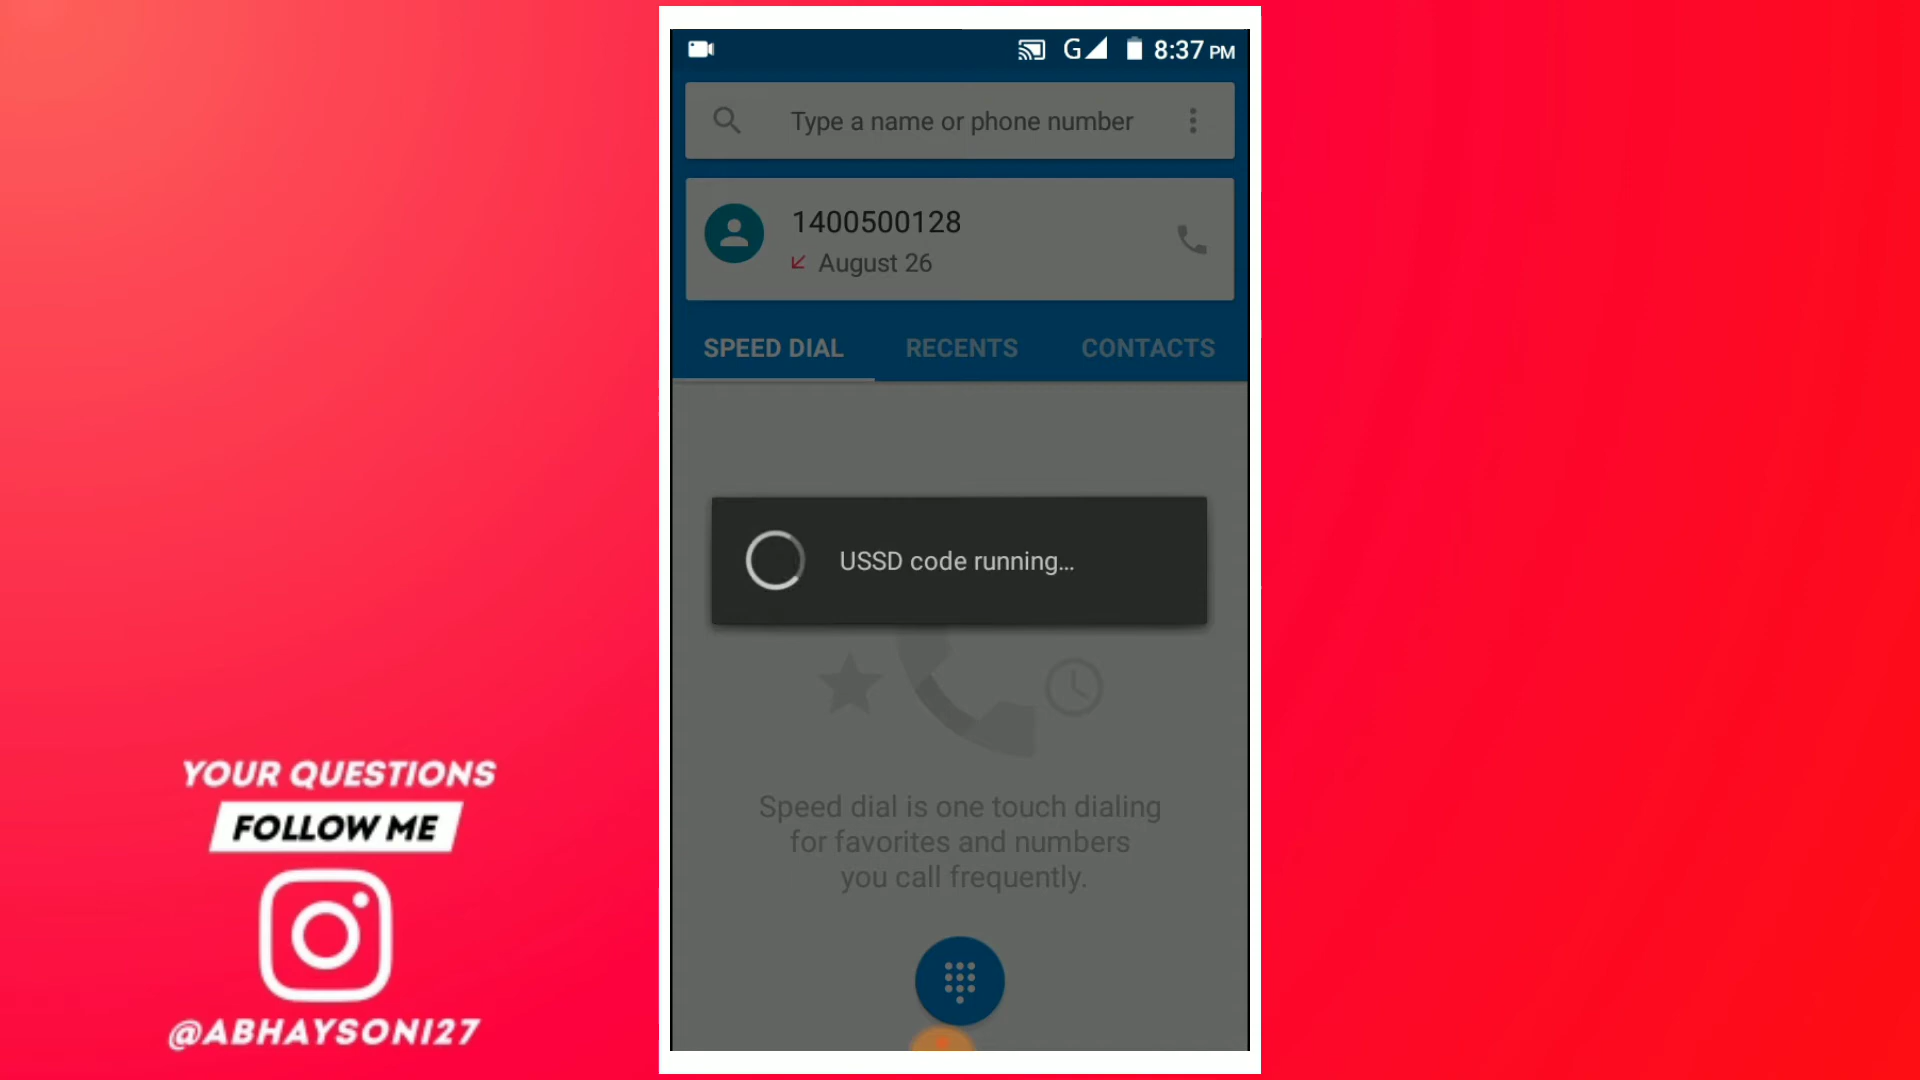 G 8:37 PM
Type a name or phone number
1400500128
August 26
SPEED DIAL RECENTS CONTACTS
USSD code running...
Speed dial is one touch dialing
for favorites and numbers
you call frequently.
YOUR QUESTIONS
FOLLOW ME
@ABHAYSONI27